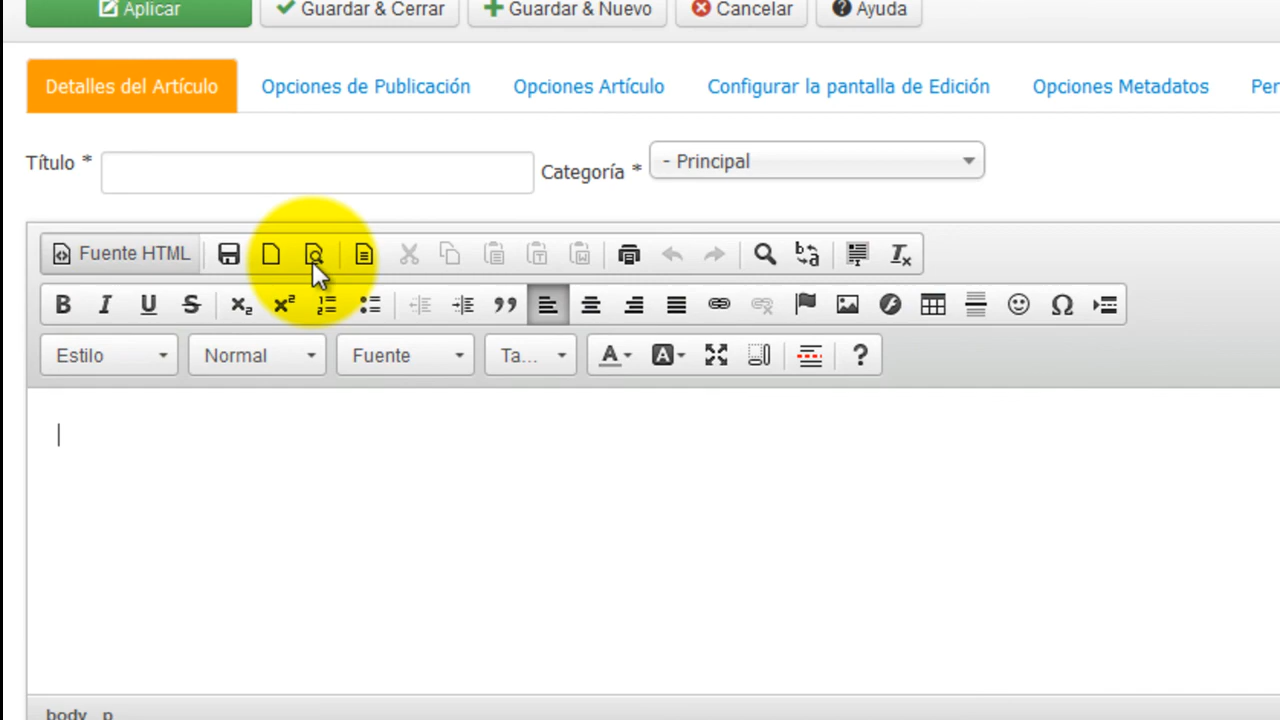 Aplicar Guardar & Cerrar Guardar & Nuevo Cancelar Ayuda
Detalles del Artículo Opciones de Publicación Opciones Artículo Configurar la pantalla de Edición Opciones Metadatos Per
Título * Categoría * - Principal
Fuente HTML
Estilo Normal Fuente Ta...
body p